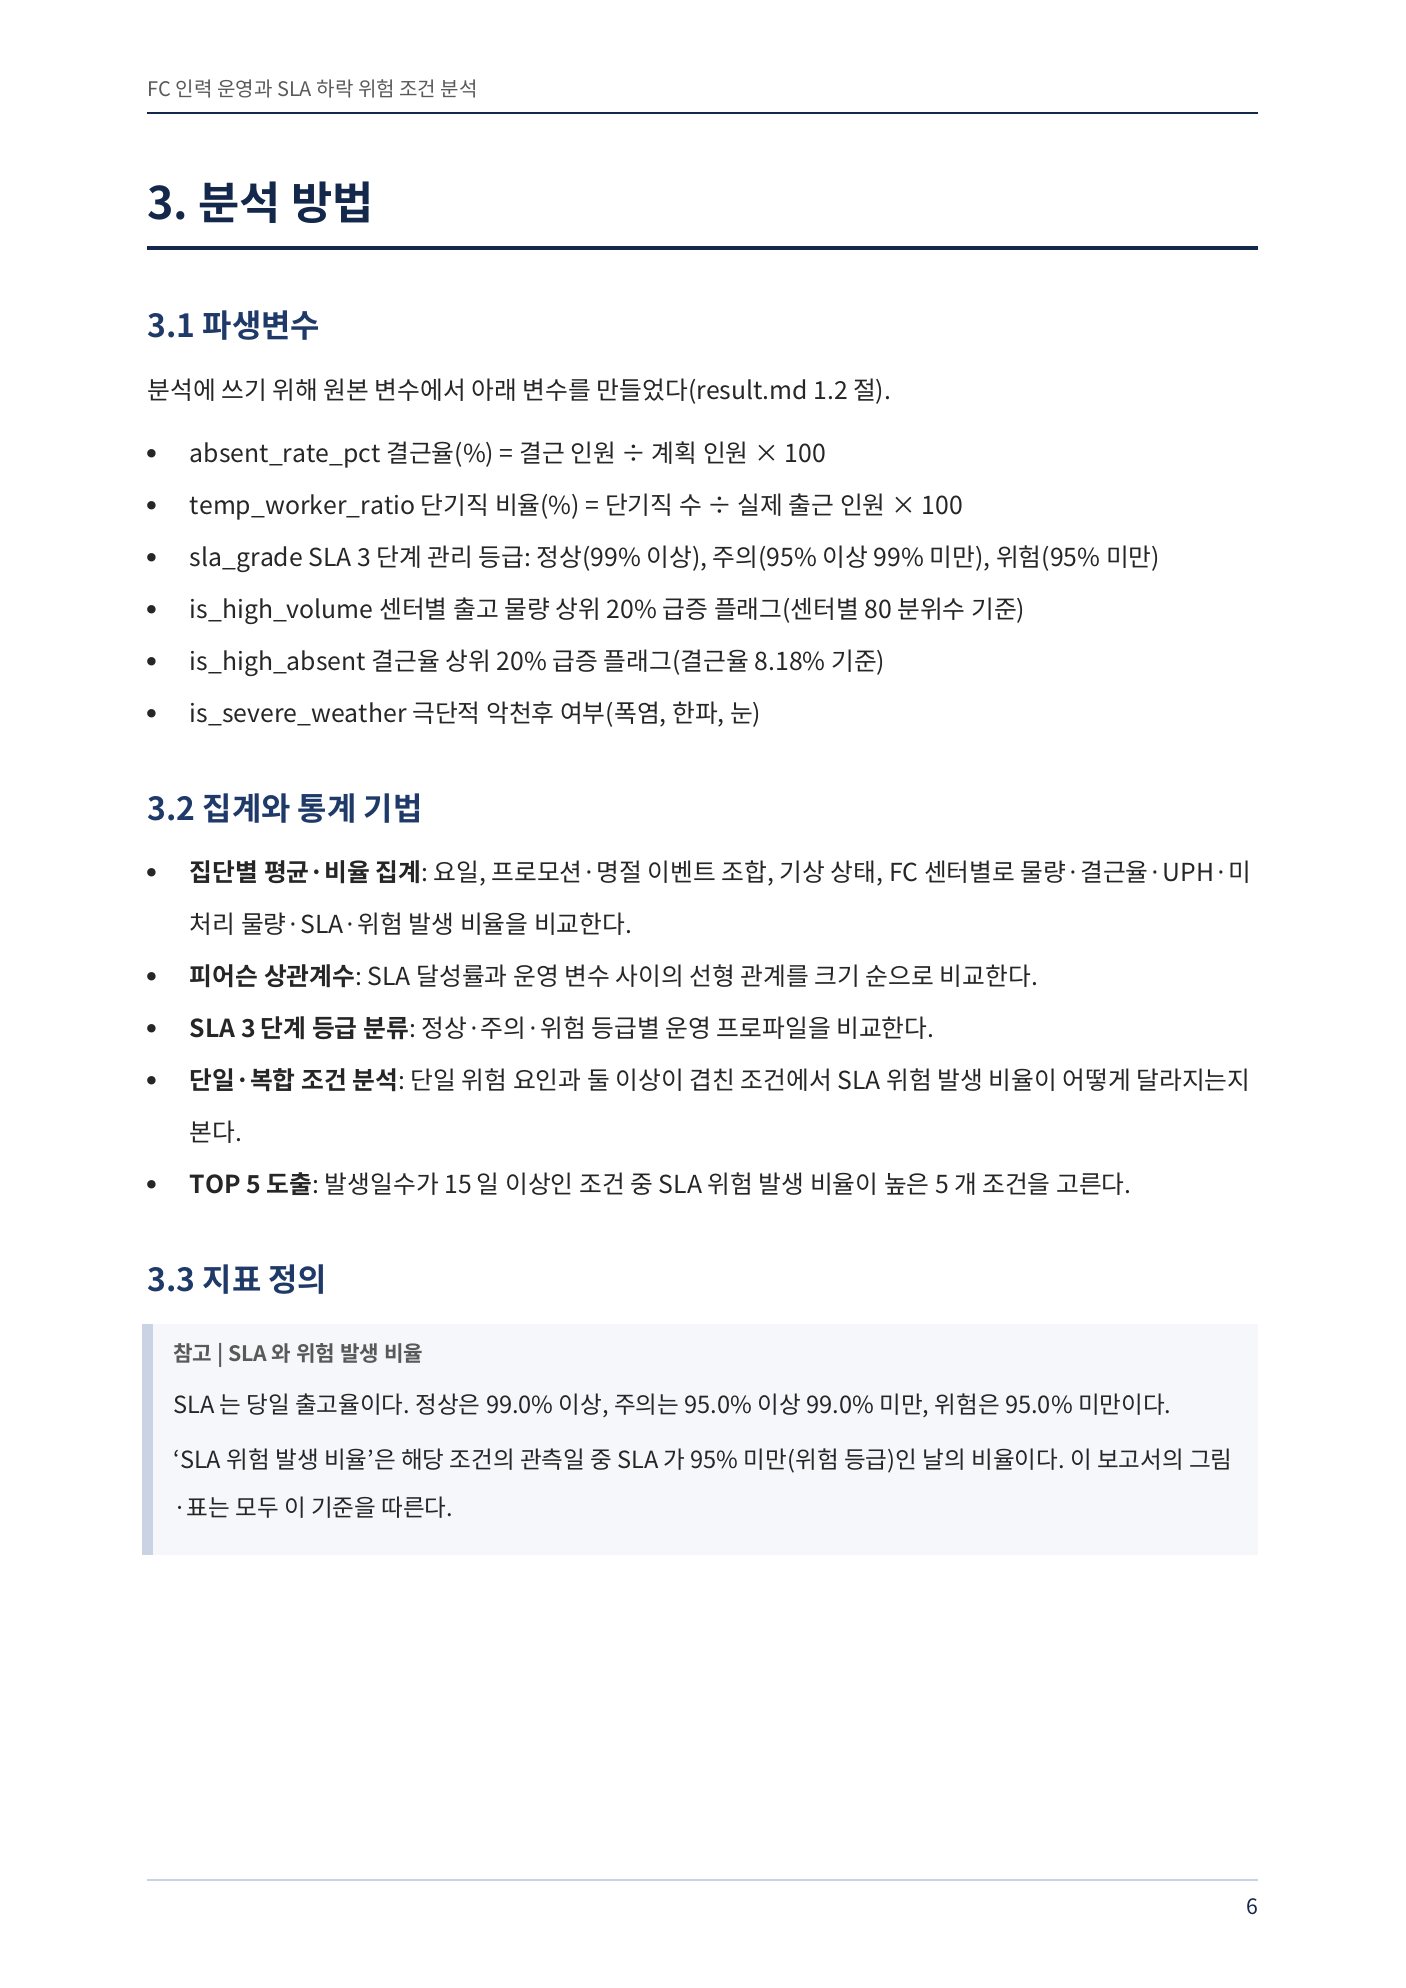 FC 인력 운영과 SLA 하락 위험 조건 분석
3. 분석 방법
3.1 파생변수
분석에 쓰기 위해 원본 변수에서 아래 변수를 만들었다(result.md 1.2 절).
• absent_rate_pct 결근율(%) = 결근 인원 ÷ 계획 인원 × 100
• temp_worker_ratio 단기직 비율(%) = 단기직 수 ÷ 실제 출근 인원 × 100
• sla_grade SLA 3 단계 관리 등급: 정상(99% 이상), 주의(95% 이상 99% 미만), 위험(95% 미만)
• is_high_volume 센터별 출고 물량 상위 20% 급증 플래그(센터별 80 분위수 기준)
• is_high_absent 결근율 상위 20% 급증 플래그(결근율 8.18% 기준)
• is_severe_weather 극단적 악천후 여부(폭염, 한파, 눈)
3.2 집계와 통계 기법
• 집단별 평균·비율 집계: 요일, 프로모션·명절 이벤트 조합, 기상 상태, FC 센터별로 물량·결근율·UPH·미
처리 물량·SLA·위험 발생 비율을 비교한다.
• 피어슨 상관계수: SLA 달성률과 운영 변수 사이의 선형 관계를 크기 순으로 비교한다.
• SLA 3 단계 등급 분류: 정상·주의·위험 등급별 운영 프로파일을 비교한다.
• 단일·복합 조건 분석: 단일 위험 요인과 둘 이상이 겹친 조건에서 SLA 위험 발생 비율이 어떻게 달라지는지
본다.
• TOP 5 도출: 발생일수가 15 일 이상인 조건 중 SLA 위험 발생 비율이 높은 5 개 조건을 고른다.
3.3 지표 정의
참고 | SLA 와 위험 발생 비율
SLA 는 당일 출고율이다. 정상은 99.0% 이상, 주의는 95.0% 이상 99.0% 미만, 위험은 95.0% 미만이다.
‘SLA 위험 발생 비율’은 해당 조건의 관측일 중 SLA 가 95% 미만(위험 등급)인 날의 비율이다. 이 보고서의 그림
·표는 모두 이 기준을 따른다.
6